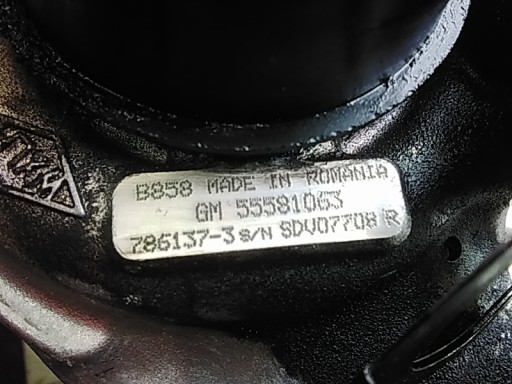 B858 MADE IN ROMANIA
GM 55581063
786137-3 S/N SDV07708 R